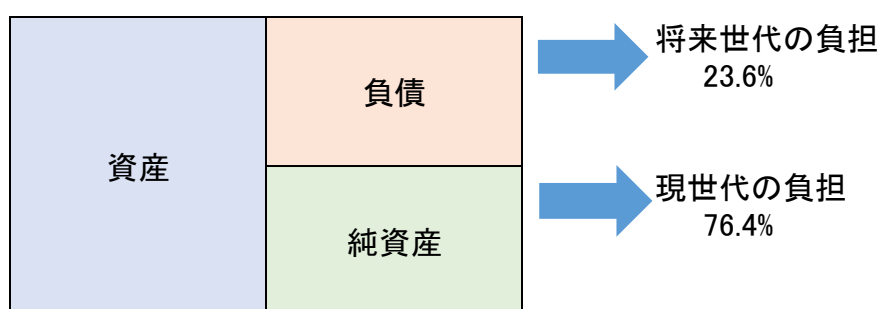 資産
負債
純資産
将来世代の負担
23.6%
現世代の負担
76.4%